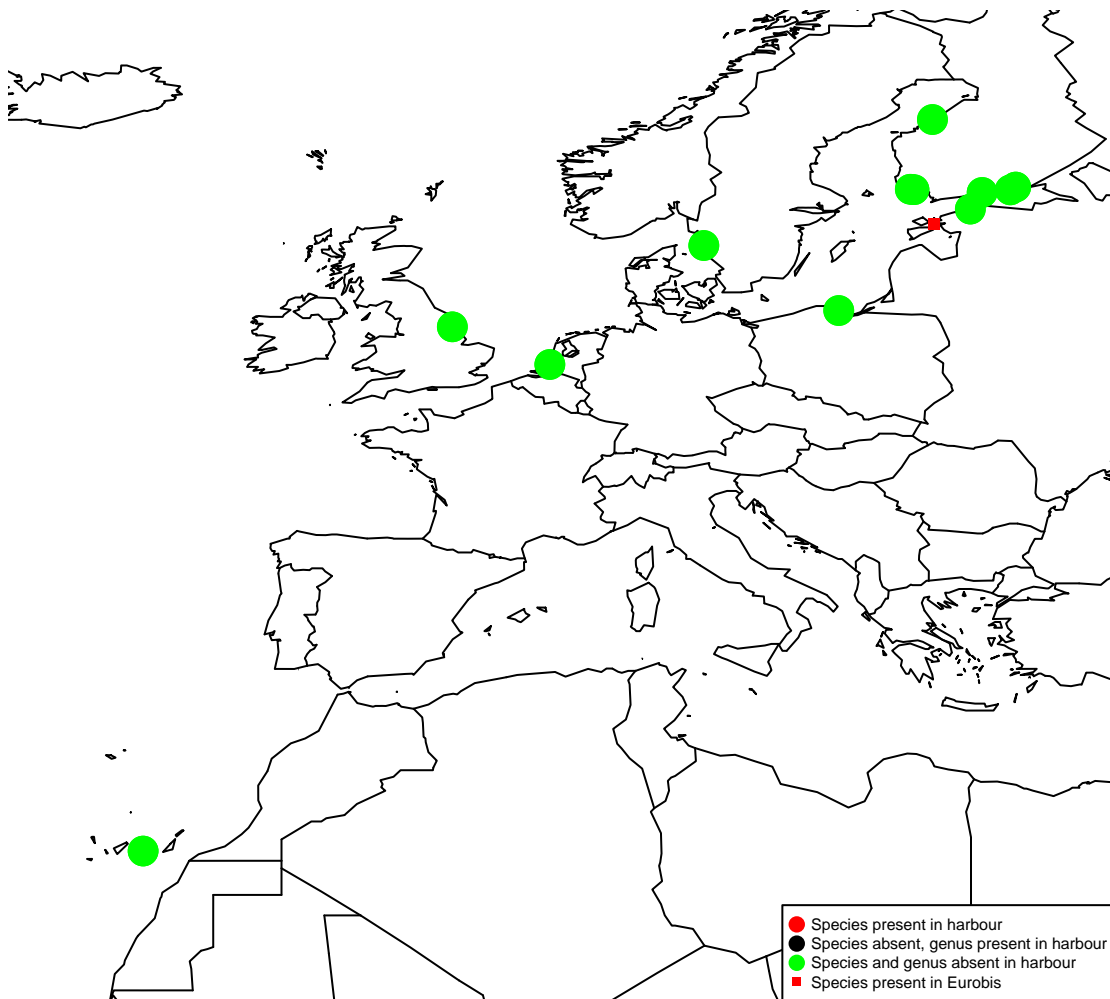 Species present in harbour
Species absent, genus present in harbour
Species and genus absent in harbour
Species present in Eurobis